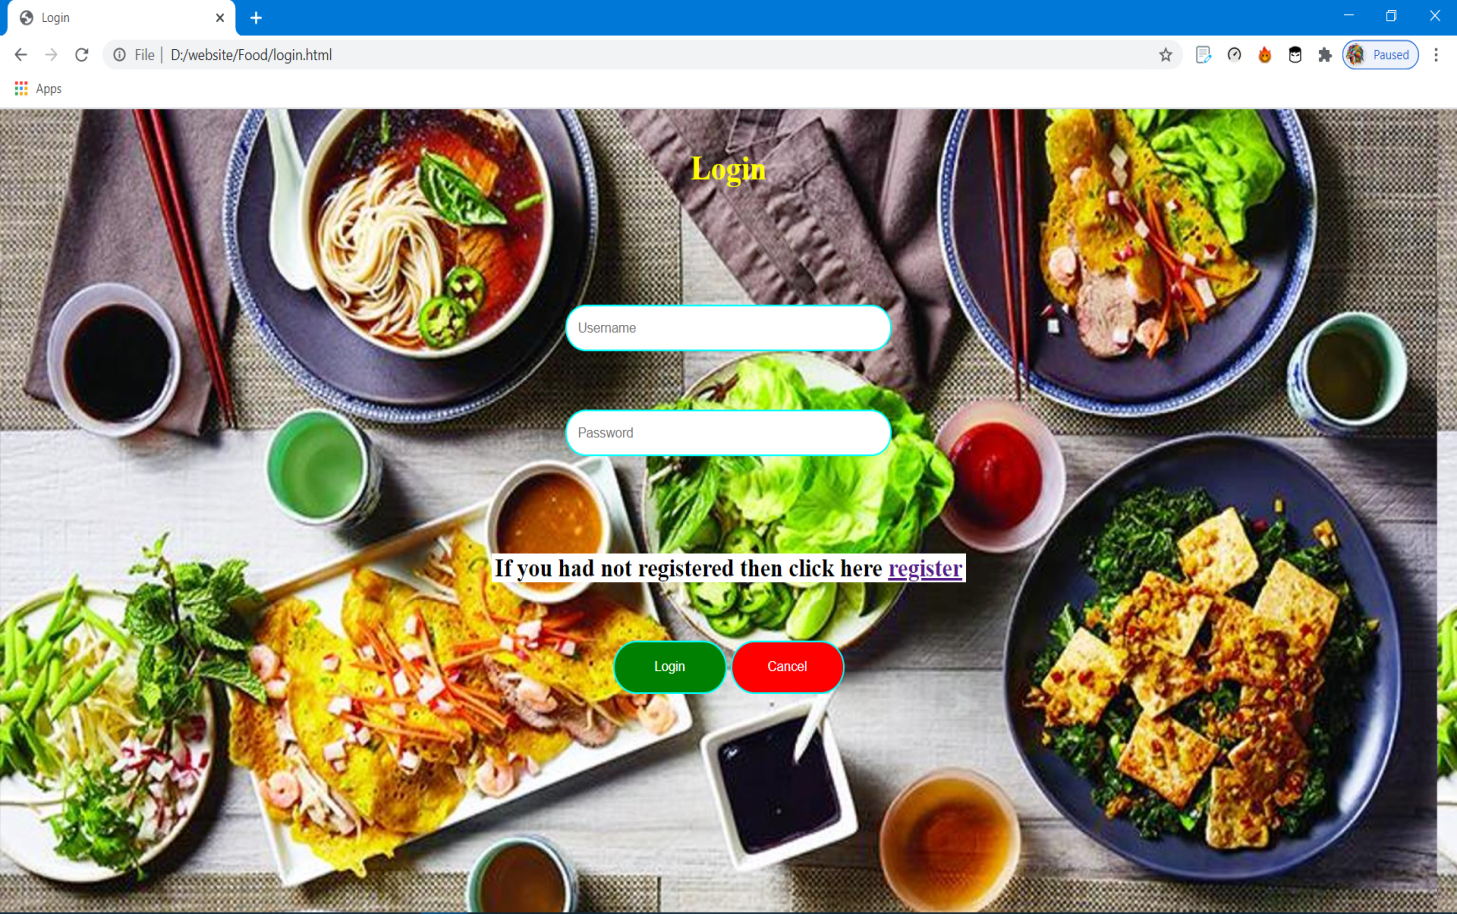 Login
File | D:/website/Food/login.html
Paused
Apps
Login
Username
Password
If you had not registered then click here register
Login Cancel